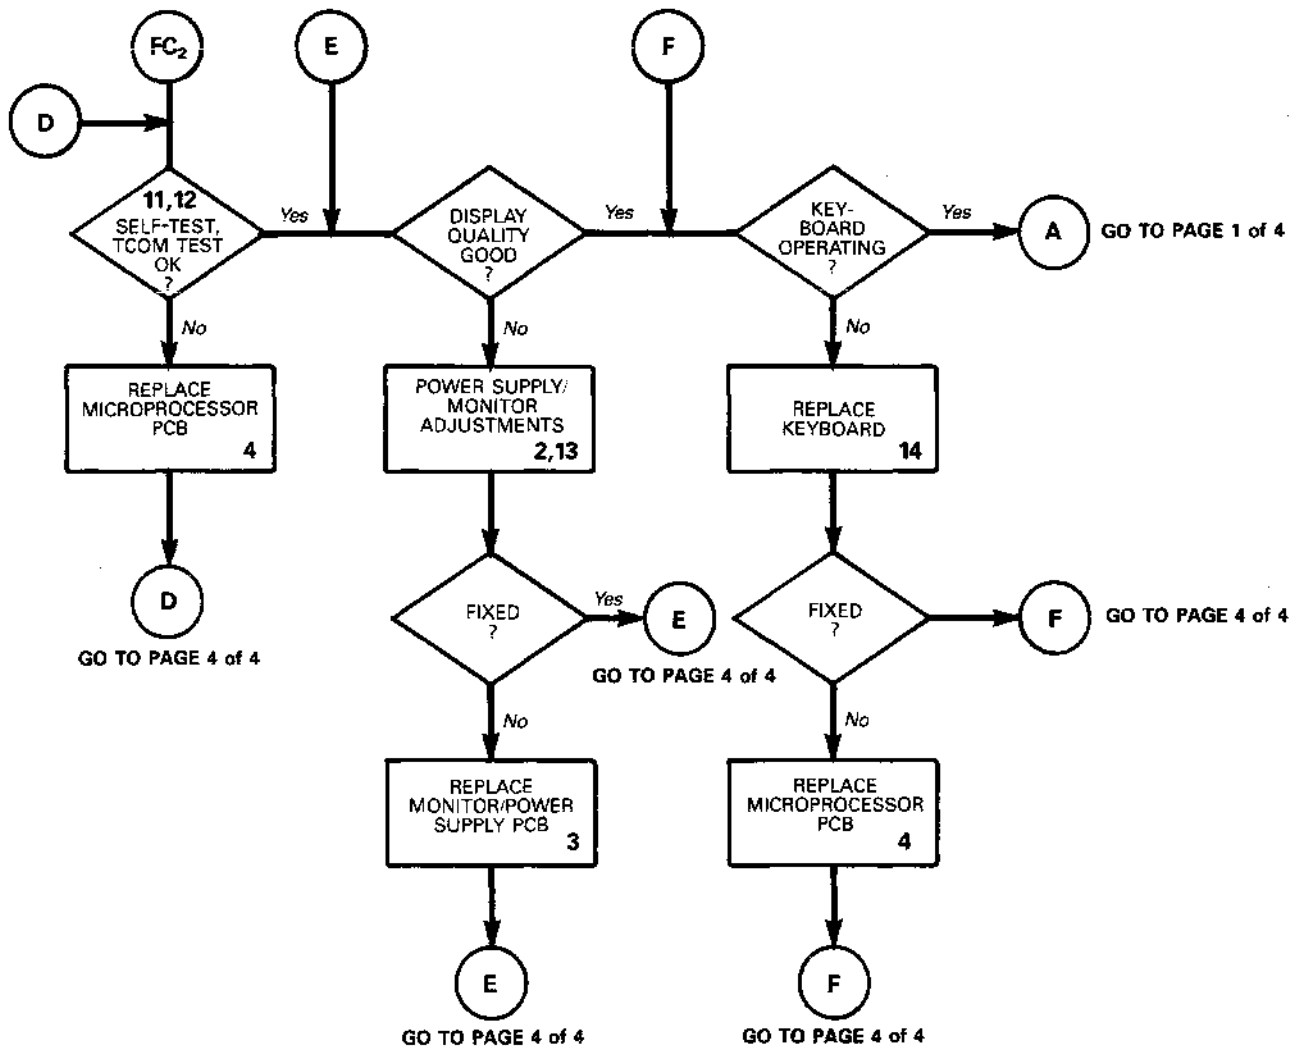 FC₂
E
F
D
11,12
SELF-TEST,
TCOM TEST
OK
?
Yes
DISPLAY
QUALITY
GOOD
?
Yes
KEY-
BOARD
OPERATING
?
Yes
A
GO TO PAGE 1 of 4
No
No
No
REPLACE
MICROPROCESSOR
PCB
4
POWER SUPPLY/
MONITOR
ADJUSTMENTS
2,13
REPLACE
KEYBOARD
14
D
GO TO PAGE 4 of 4
FIXED
?
Yes
E
GO TO PAGE 4 of 4
FIXED
?
F
GO TO PAGE 4 of 4
No
No
REPLACE
MONITOR/POWER
SUPPLY PCB
3
REPLACE
MICROPROCESSOR
PCB
4
E
GO TO PAGE 4 of 4
F
GO TO PAGE 4 of 4